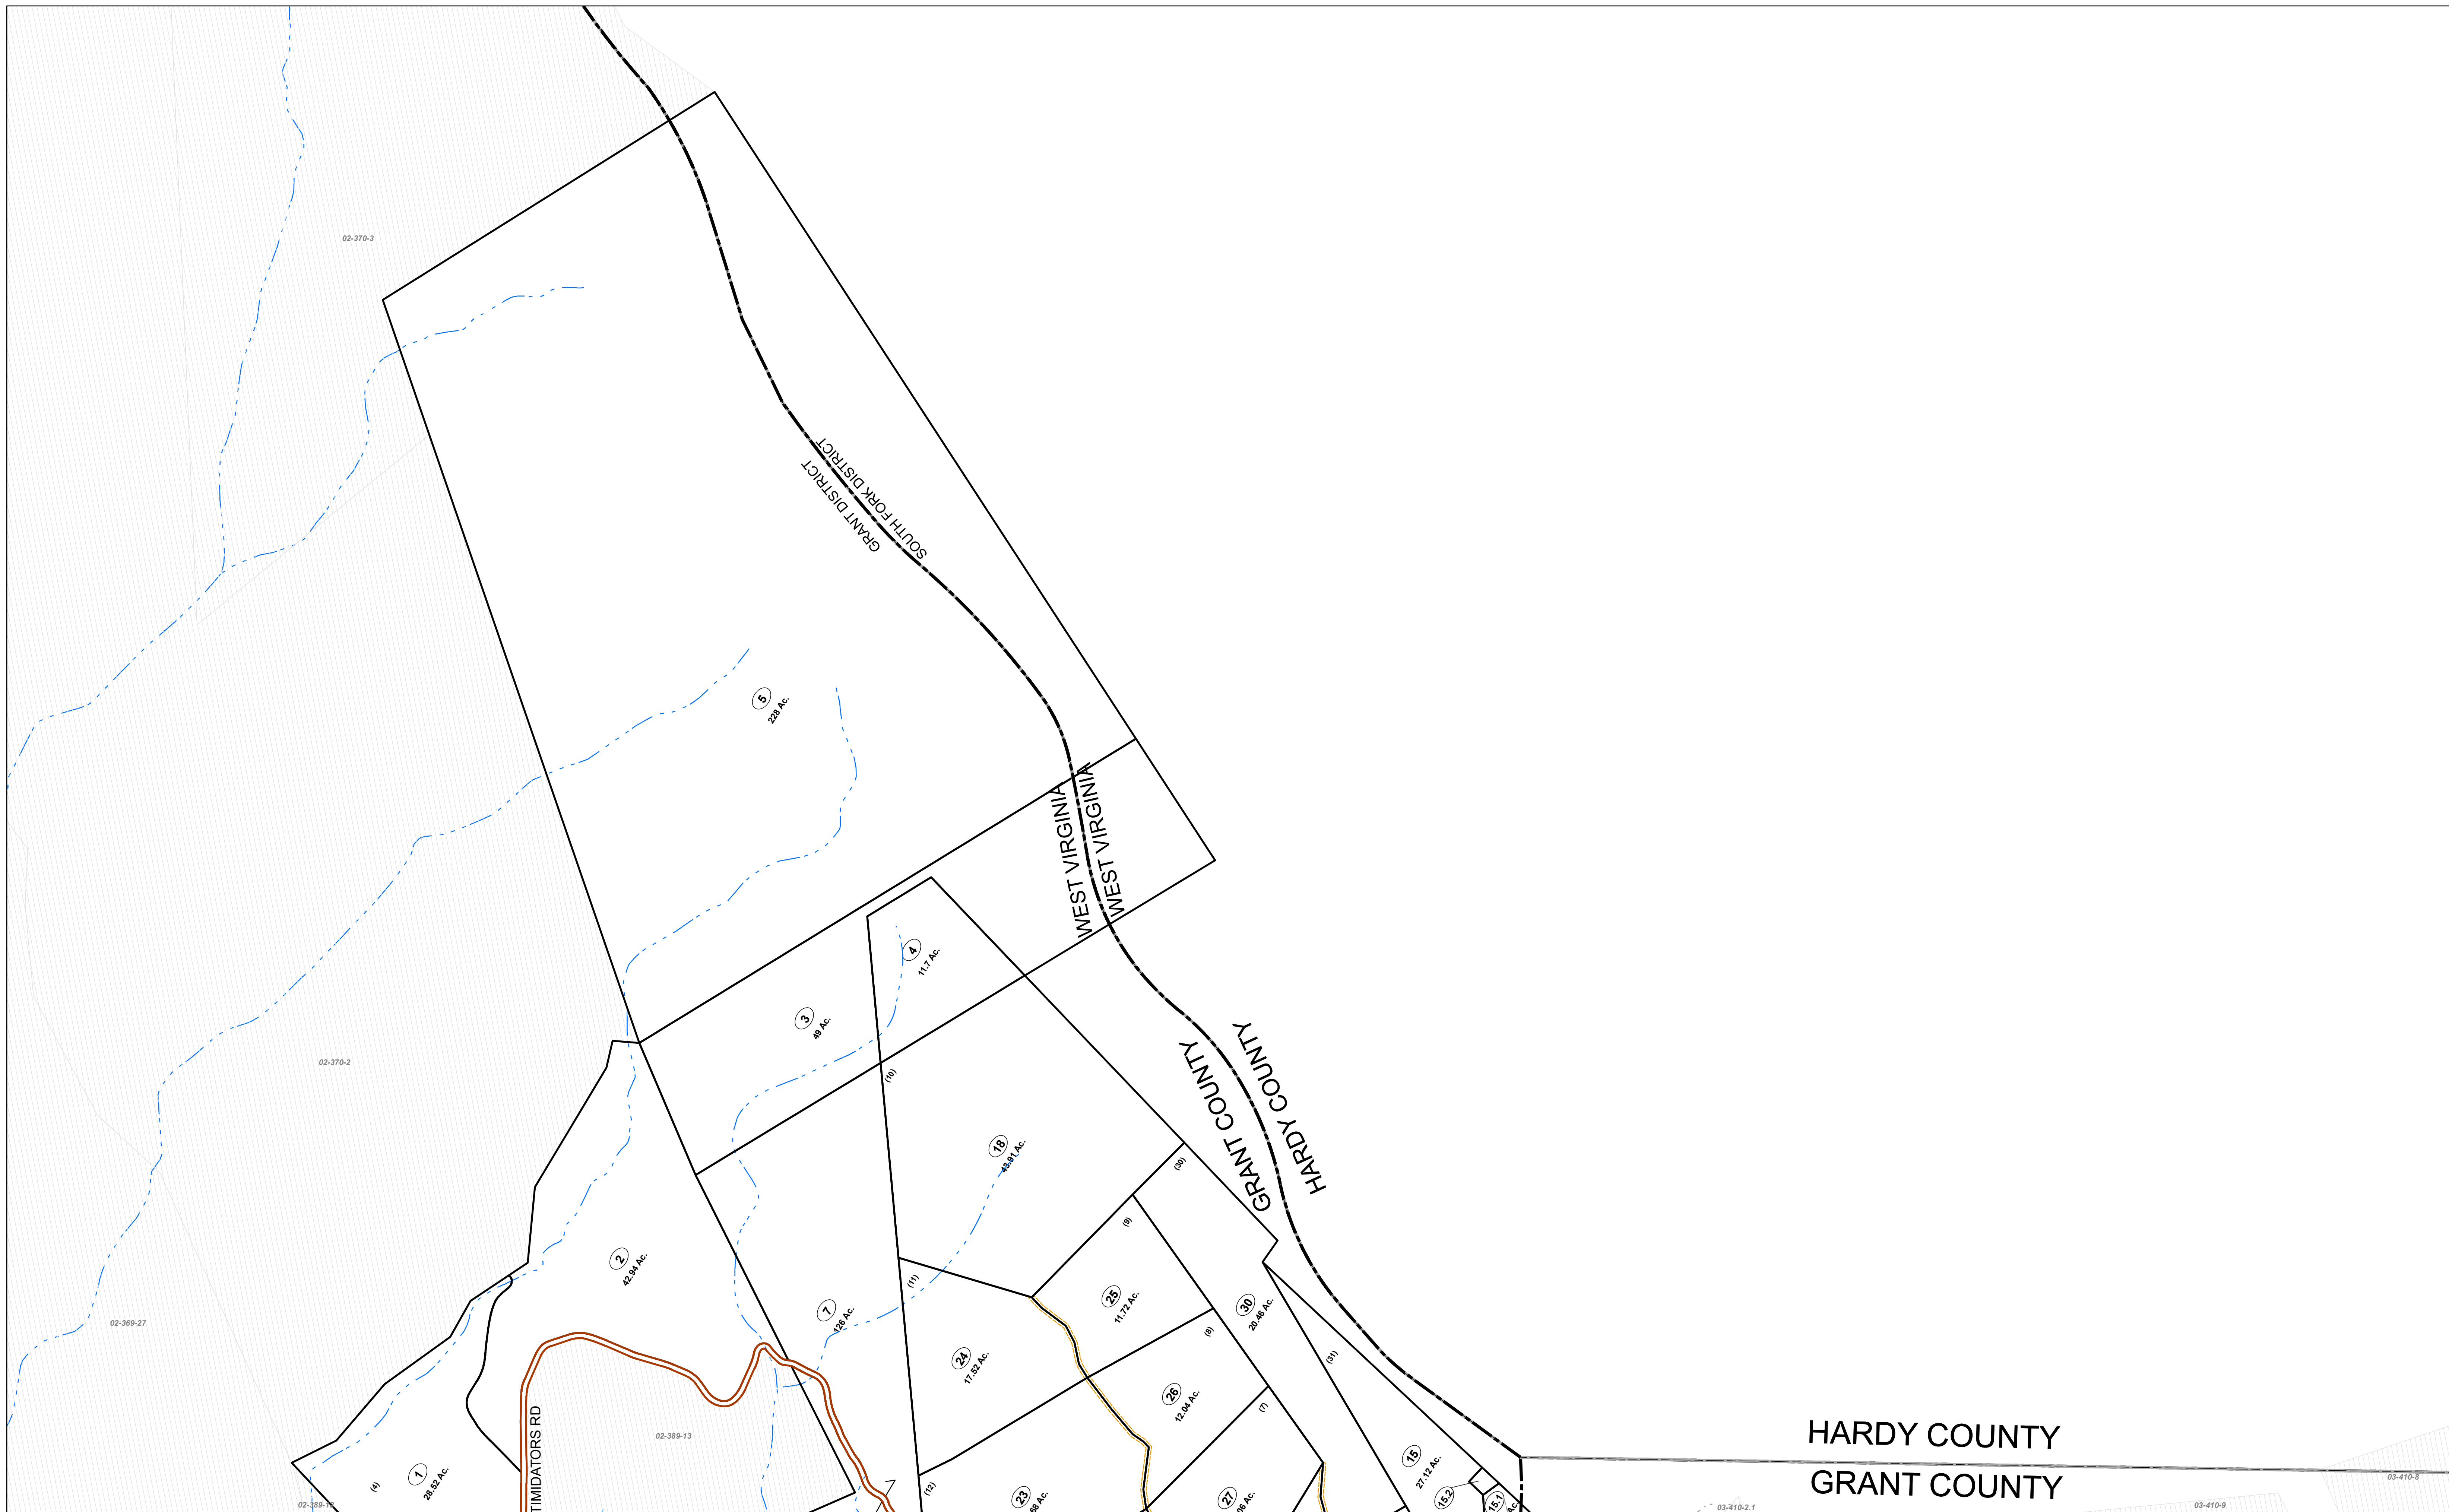 02-370-3
SOUTH FORK DISTRICT
GRANT DISTRICT
5
228 Ac.
WEST VIRGINIA
WEST VIRGINIA
4
11.7 Ac.
3
49 Ac.
HARDY COUNTY
GRANT COUNTY
02-370-2
(10)
18
43.91 Ac.
(30)
(9)
2
42.94 Ac.
(11)
25
11.72 Ac.
30
20.46 Ac.
7
126 Ac.
02-369-27
(8)
(31)
24
17.52 Ac.
26
12.04 Ac.
(7)
TIMIDATORS RD
02-389-13
HARDY COUNTY
GRANT COUNTY
15
27.12 Ac.
1
28.52 Ac.
(4)
(12)
23
27
15.2
15.1
03-410-8
03-410-2.1
03-410-9